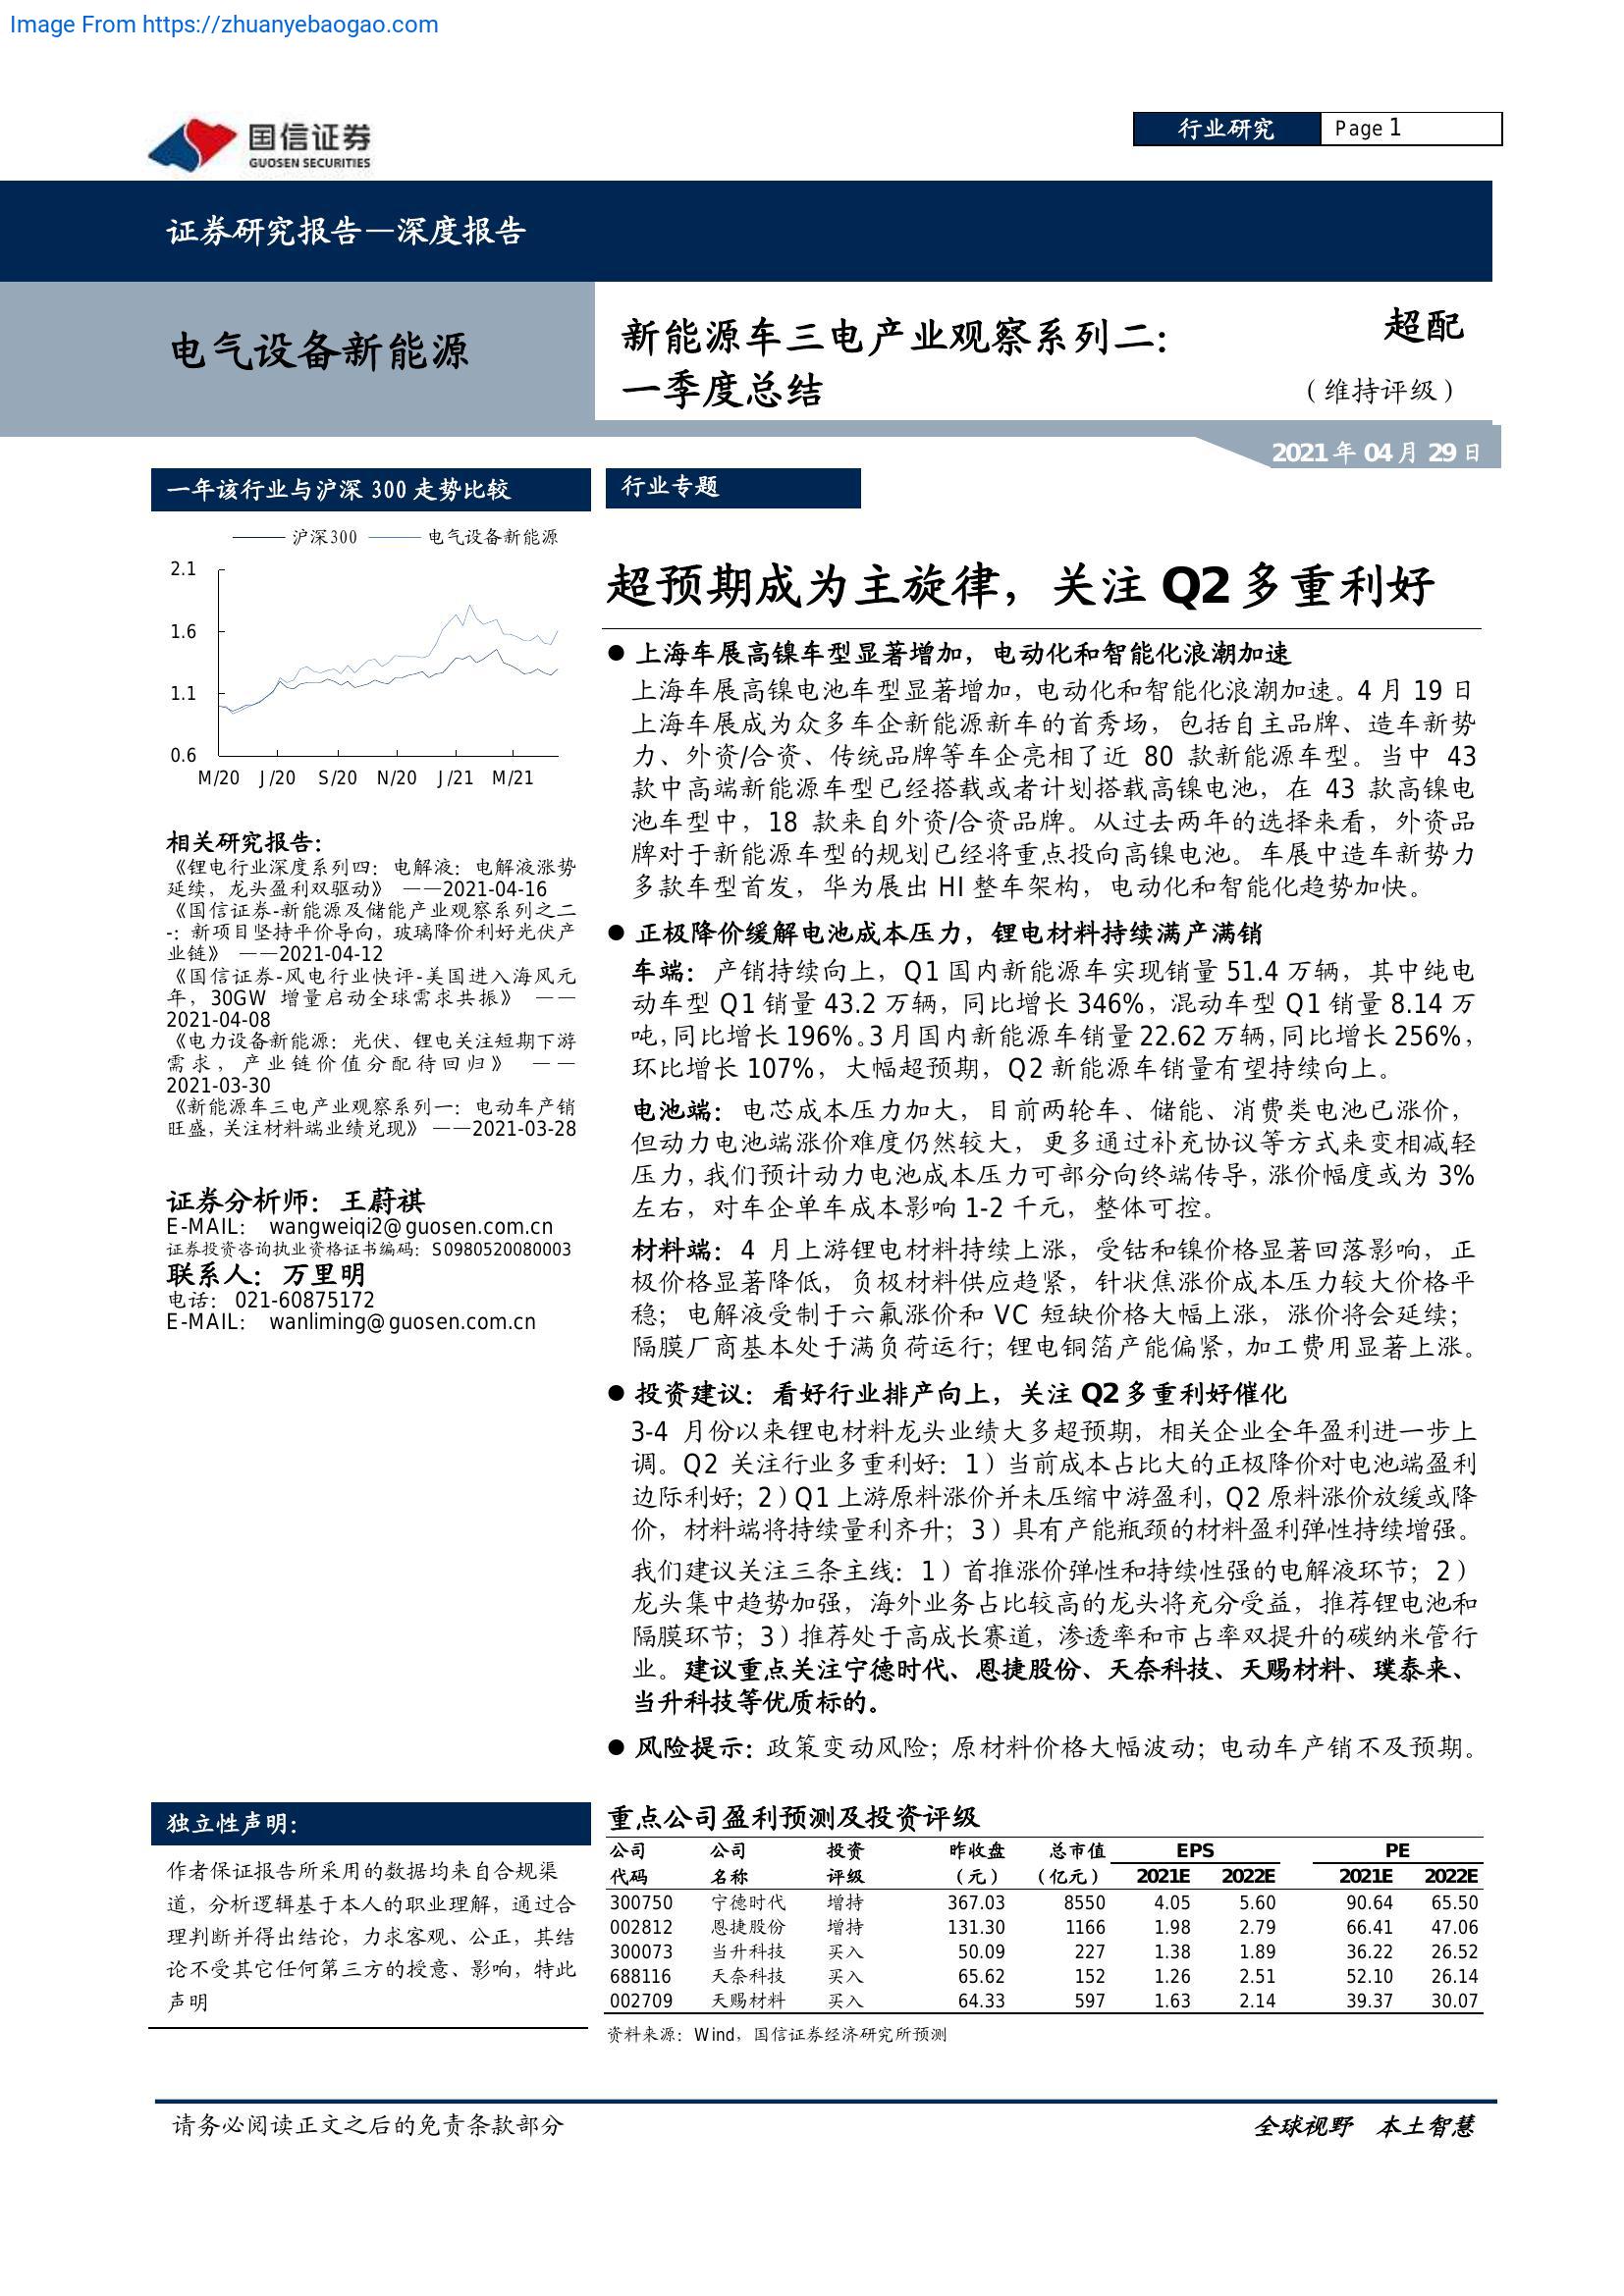 Image From https://zhuanyebaogao.com
国信证券
GUOSEN SECURITIES
行业研究
Page 1
证券研究报告—深度报告
电气设备新能源
新能源车三电产业观察系列二：
一季度总结
超配
（维持评级）
2021 年 04 月 29 日
一年该行业与沪深 300 走势比较
沪深300 电气设备新能源
2.1
1.6
1.1
0.6
M/20 J/20 S/20 N/20 J/21 M/21
相关研究报告：
《锂电行业深度系列四：电解液：电解液涨势
延续，龙头盈利双驱动》 ——2021-04-16
《国信证券-新能源及储能产业观察系列之二
-：新项目坚持平价导向，玻璃降价利好光伏产
业链》 ——2021-04-12
《国信证券-风电行业快评-美国进入海风元
年，30GW 增量启动全球需求共振》 ——
2021-04-08
《电力设备新能源：光伏、锂电关注短期下游
需求，产业链价值分配待回归》 ——
2021-03-30
《新能源车三电产业观察系列一：电动车产销
旺盛，关注材料端业绩兑现》 ——2021-03-28
证券分析师：王蔚祺
E-MAIL： wangweiqi2@guosen.com.cn
证券投资咨询执业资格证书编码：S0980520080003
联系人：万里明
电话： 021-60875172
E-MAIL： wanliming@guosen.com.cn
行业专题
超预期成为主旋律，关注 Q2 多重利好
● 上海车展高镍车型显著增加，电动化和智能化浪潮加速
上海车展高镍电池车型显著增加，电动化和智能化浪潮加速。4 月 19 日
上海车展成为众多车企新能源新车的首秀场，包括自主品牌、造车新势
力、外资/合资、传统品牌等车企亮相了近 80 款新能源车型。当中 43
款中高端新能源车型已经搭载或者计划搭载高镍电池，在 43 款高镍电
池车型中，18 款来自外资/合资品牌。从过去两年的选择来看，外资品
牌对于新能源车型的规划已经将重点投向高镍电池。车展中造车新势力
多款车型首发，华为展出 HI 整车架构，电动化和智能化趋势加快。
● 正极降价缓解电池成本压力，锂电材料持续满产满销
车端：产销持续向上，Q1 国内新能源车实现销量 51.4 万辆，其中纯电
动车型 Q1 销量 43.2 万辆，同比增长 346%，混动车型 Q1 销量 8.14 万
吨，同比增长 196%。3 月国内新能源车销量 22.62 万辆，同比增长 256%，
环比增长 107%，大幅超预期，Q2 新能源车销量有望持续向上。
电池端：电芯成本压力加大，目前两轮车、储能、消费类电池已涨价，
但动力电池端涨价难度仍然较大，更多通过补充协议等方式来变相减轻
压力，我们预计动力电池成本压力可部分向终端传导，涨价幅度或为 3%
左右，对车企单车成本影响 1-2 千元，整体可控。
材料端：4 月上游锂电材料持续上涨，受钴和镍价格显著回落影响，正
极价格显著降低，负极材料供应趋紧，针状焦涨价成本压力较大价格平
稳；电解液受制于六氟涨价和 VC 短缺价格大幅上涨，涨价将会延续；
隔膜厂商基本处于满负荷运行；锂电铜箔产能偏紧，加工费用显著上涨。
● 投资建议：看好行业排产向上，关注 Q2 多重利好催化
3-4 月份以来锂电材料龙头业绩大多超预期，相关企业全年盈利进一步上
调。Q2 关注行业多重利好：1）当前成本占比大的正极降价对电池端盈利
边际利好；2）Q1 上游原料涨价并未压缩中游盈利，Q2 原料涨价放缓或降
价，材料端将持续量利齐升；3）具有产能瓶颈的材料盈利弹性持续增强。
我们建议关注三条主线：1）首推涨价弹性和持续性强的电解液环节；2）
龙头集中趋势加强，海外业务占比较高的龙头将充分受益，推荐锂电池和
隔膜环节；3）推荐处于高成长赛道，渗透率和市占率双提升的碳纳米管行
业。建议重点关注宁德时代、恩捷股份、天奈科技、天赐材料、璞泰来、
当升科技等优质标的。
● 风险提示：政策变动风险；原材料价格大幅波动；电动车产销不及预期。
独立性声明：
作者保证报告所采用的数据均来自合规渠
道，分析逻辑基于本人的职业理解，通过合
理判断并得出结论，力求客观、公正，其结
论不受其它任何第三方的授意、影响，特此
声明
重点公司盈利预测及投资评级
公司 公司 投资 昨收盘 总市值 EPS PE
代码 名称 评级 （元） （亿元） 2021E 2022E 2021E 2022E
300750 宁德时代 增持 367.03 8550 4.05 5.60 90.64 65.50
002812 恩捷股份 增持 131.30 1166 1.98 2.79 66.41 47.06
300073 当升科技 买入 50.09 227 1.38 1.89 36.22 26.52
688116 天奈科技 买入 65.62 152 1.26 2.51 52.10 26.14
002709 天赐材料 买入 64.33 597 1.63 2.14 39.37 30.07
资料来源：Wind，国信证券经济研究所预测
请务必阅读正文之后的免责条款部分
全球视野 本土智慧